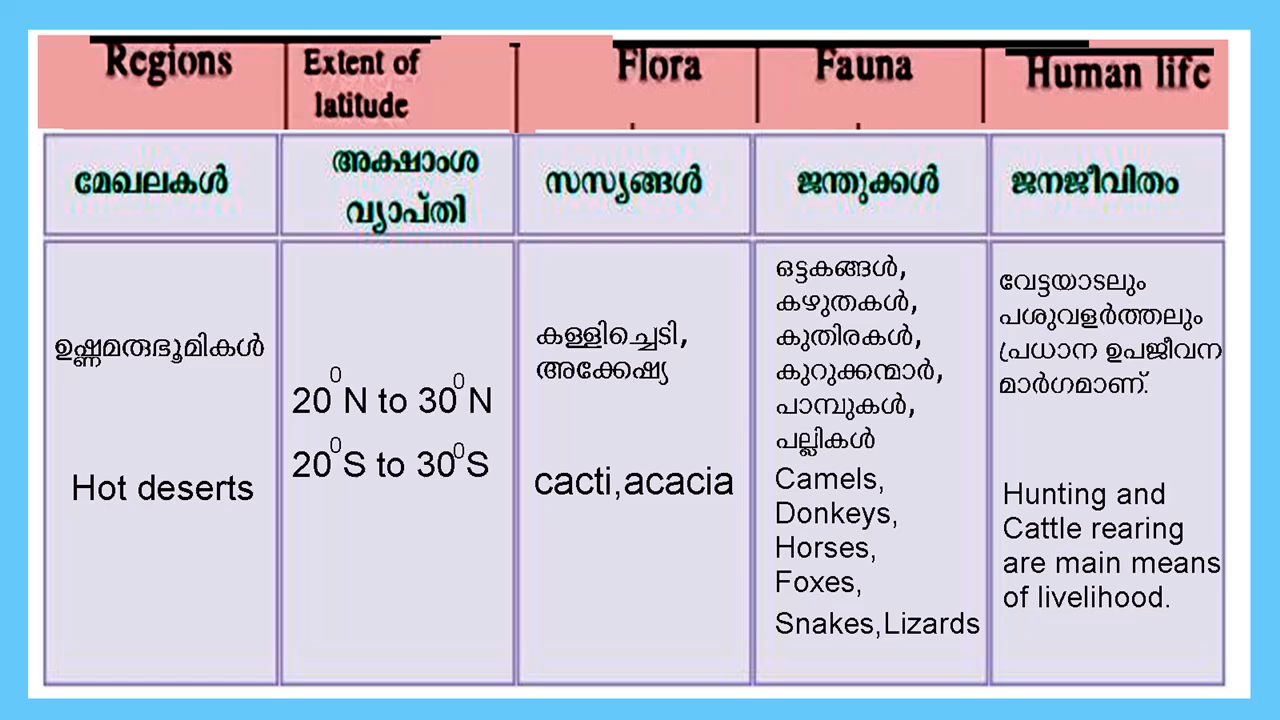 Regions
Extent of
latitude
Flora
Fauna
Human life
മേഖലകൾ
അക്ഷാംശ
വ്യാപ്തി
സസ്യങ്ങൾ
ജന്തുക്കൾ
ജനജീവിതം
ഉഷ്ണമരുഭൂമികൾ
Hot deserts
20⁰N to 30⁰N
20⁰S to 30⁰S
കള്ളിച്ചെടി,
അക്കേഷ്യ
cacti,acacia
ഒട്ടകങ്ങൾ,
കഴുതകൾ,
കുതിരകൾ,
കുറുക്കന്മാർ,
പാമ്പുകൾ,
പല്ലികൾ
Camels,
Donkeys,
Horses,
Foxes,
Snakes,Lizards
വേട്ടയാടലും
പശുവളർത്തലും
പ്രധാന ഉപജീവന
മാർഗമാണ്.
Hunting and
Cattle rearing
are main means
of livelihood.